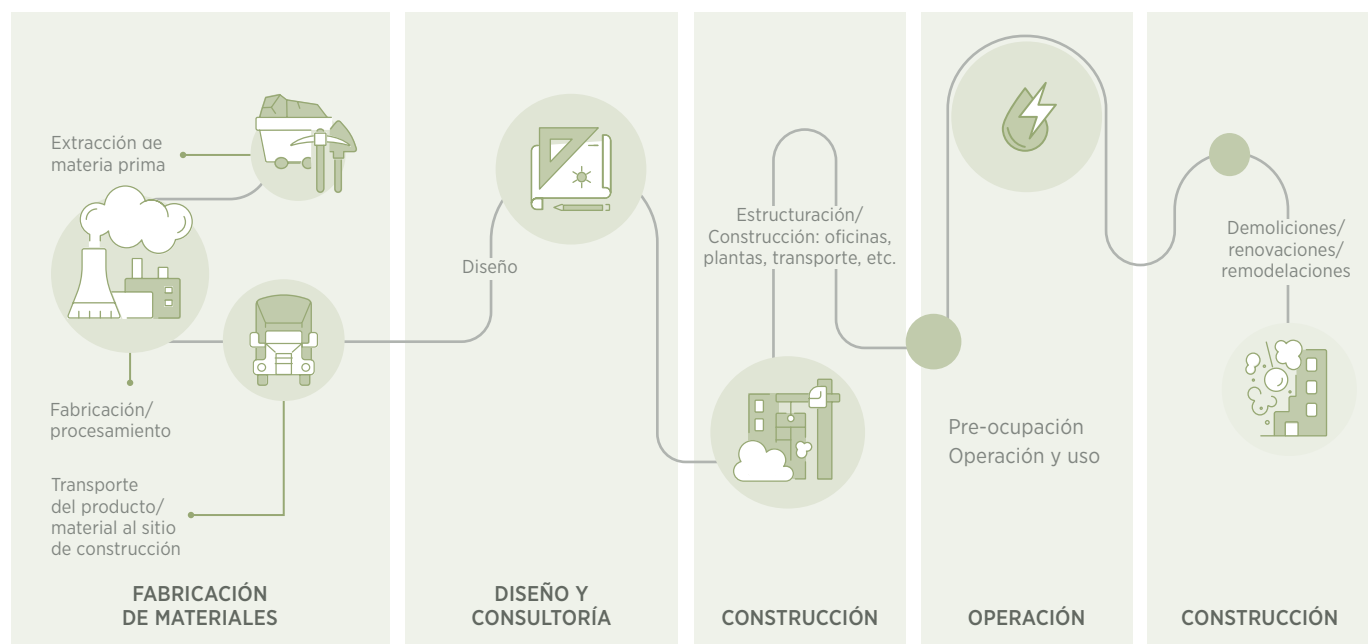 Extracción de
materia prima
Fabricación/
procesamiento
Transporte
del producto/
material al sitio
de construcción
FABRICACIÓN
DE MATERIALES
Diseño
DISEÑO Y
CONSULTORÍA
Estructuración/
Construcción: oficinas,
plantas, transporte, etc.
CONSTRUCCIÓN
Pre-ocupación
Operación y uso
OPERACIÓN
Demoliciones/
renovaciones/
remodelaciones
CONSTRUCCIÓN